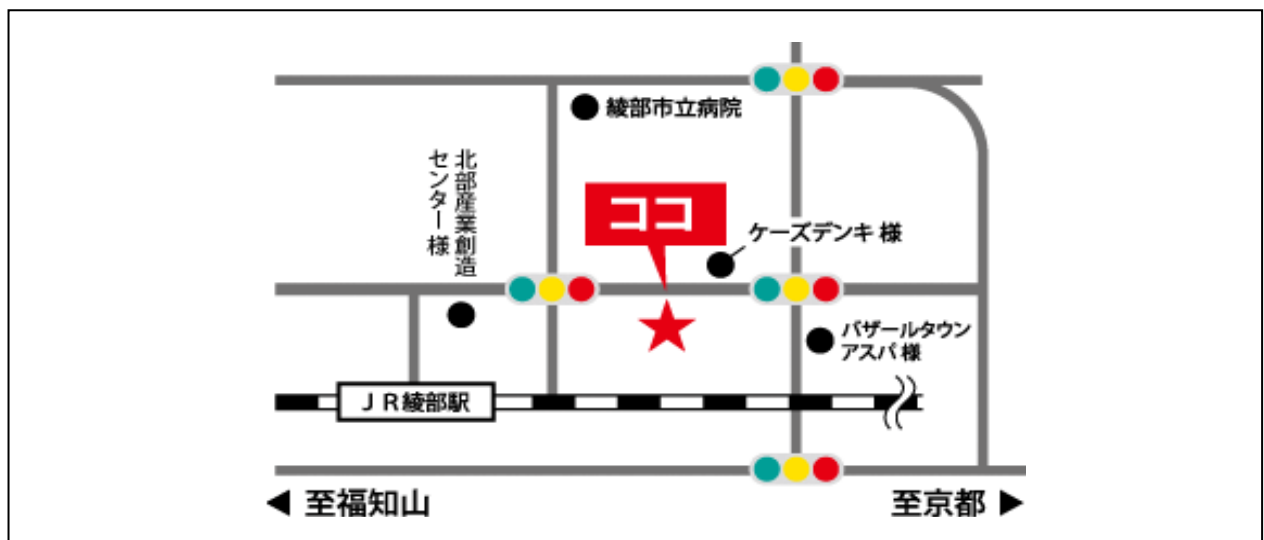 綾部市立病院
北部産業創造
センター 様
ココ
ケーズデンキ 様
バザールタウン
アスパ 様
ＪＲ綾部駅
◀ 至福知山
至京都 ▶